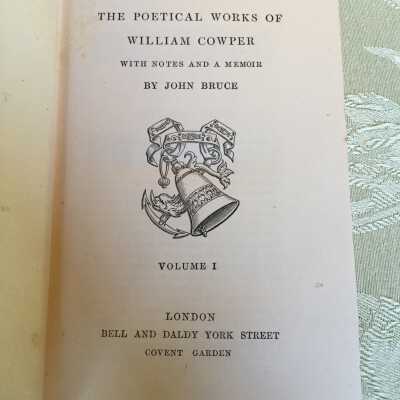 THE POETICAL WORKS OF
WILLIAM COWPER
WITH NOTES AND A MEMOIR
BY JOHN BRUCE
VOLUME I
LONDON
BELL AND DALDY YORK STREET
COVENT GARDEN